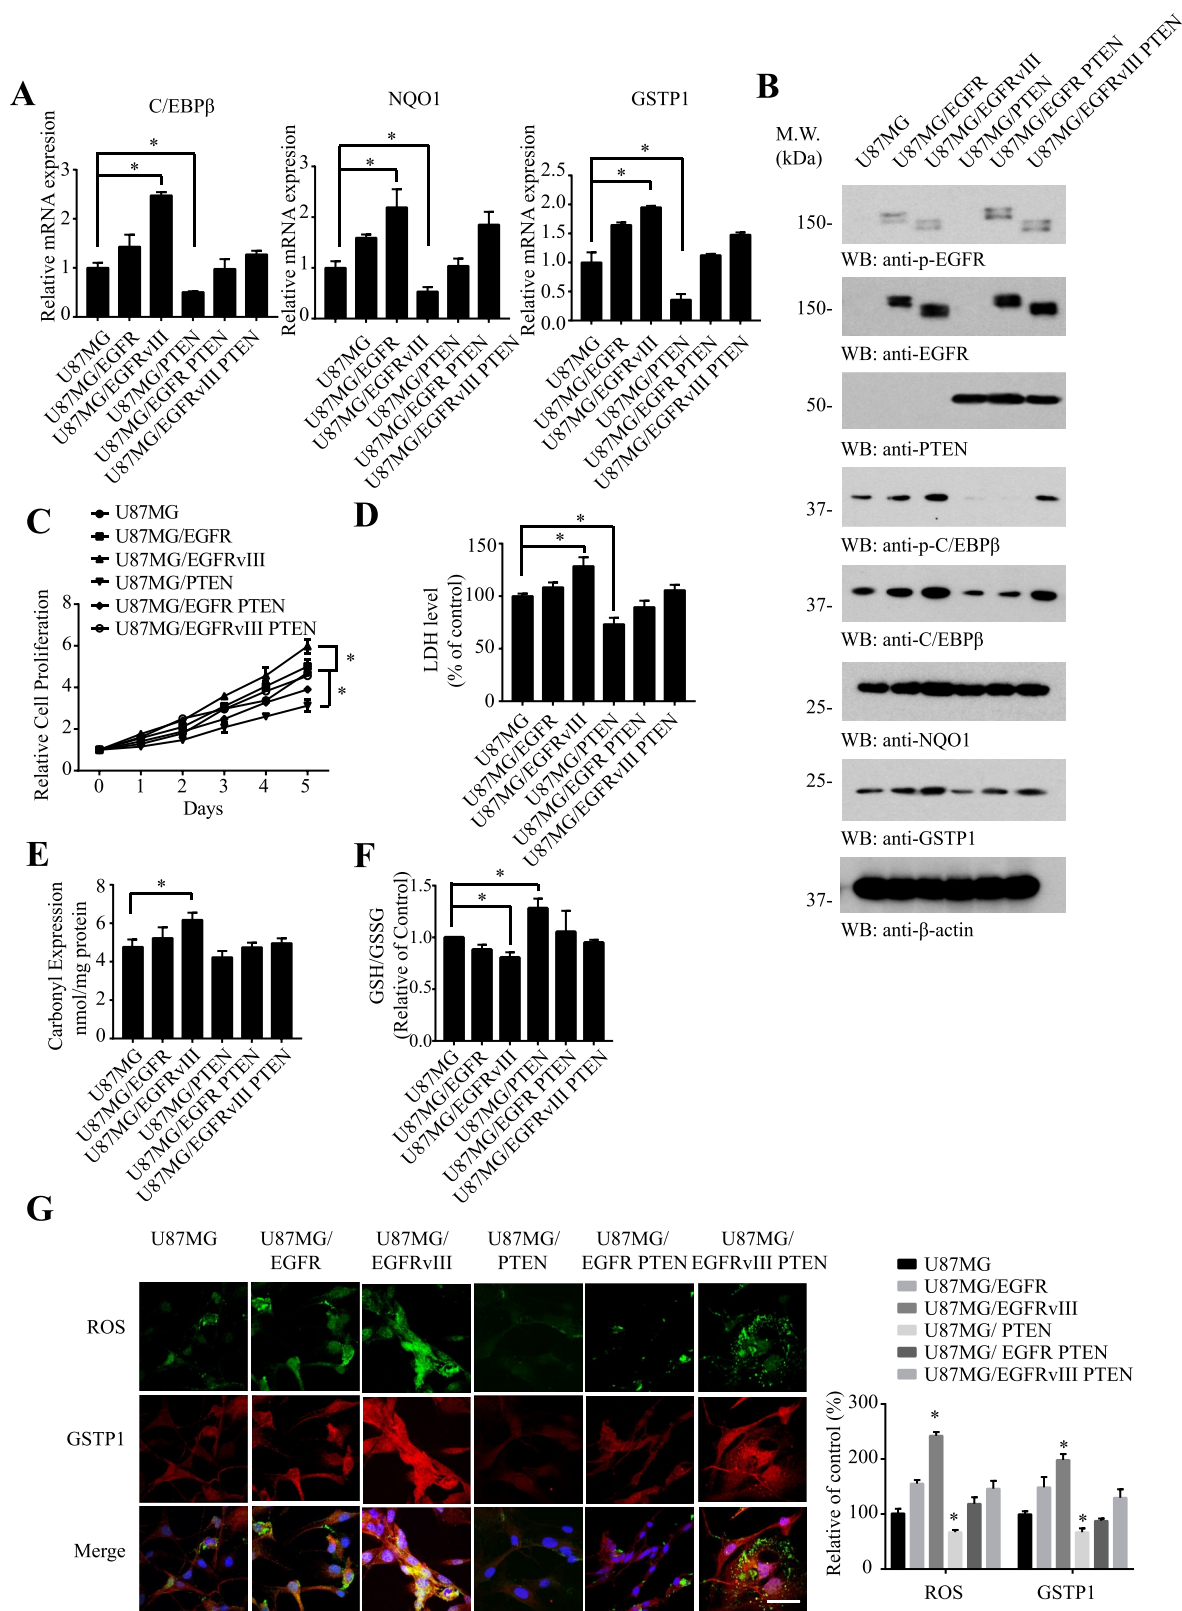 A
C/EBPβ
Relative mRNA expresion
3
2
1
0
*
*
U87MG
U87MG/EGFR
U87MG/EGFRvIII
U87MG/PTEN
U87MG/EGFR PTEN
U87MG/EGFRvIII PTEN
NQO1
Relative mRNA expresion
3
2
1
0
*
*
U87MG
U87MG/EGFR
U87MG/EGFRvIII
U87MG/PTEN
U87MG/EGFR PTEN
U87MG/EGFRvIII PTEN
GSTP1
Relative mRNA expresion
2.5
2.0
1.5
1.0
0.5
0.0
*
*
U87MG
U87MG/EGFR
U87MG/EGFRvIII
U87MG/PTEN
U87MG/EGFR PTEN
U87MG/EGFRvIII PTEN
B
M.W.
(kDa)
U87MG
U87MG/EGFR
U87MG/EGFRvIII
U87MG/PTEN
U87MG/EGFR PTEN
U87MG/EGFRvIII PTEN
150-
WB: anti-p-EGFR
150-
WB: anti-EGFR
50-
WB: anti-PTEN
37-
WB: anti-p-C/EBPβ
37-
WB: anti-C/EBPβ
25-
WB: anti-NQO1
25-
WB: anti-GSTP1
37-
WB: anti-β-actin
C
U87MG
U87MG/EGFR
U87MG/EGFRvIII
U87MG/PTEN
U87MG/EGFR PTEN
U87MG/EGFRvIII PTEN
Relative Cell Proliferation
8
6
4
2
0
*
*
0 1 2 3 4 5
Days
D
LDH level
(% of control)
150
100
50
0
*
*
U87MG
U87MG/EGFR
U87MG/EGFRvIII
U87MG/PTEN
U87MG/EGFR PTEN
U87MG/EGFRvIII PTEN
E
Carbonyl Expression
nmol/mg protein
8
6
4
2
0
*
U87MG
U87MG/EGFR
U87MG/EGFRvIII
U87MG/PTEN
U87MG/EGFR PTEN
U87MG/EGFRvIII PTEN
F
GSH/GSSG
(Relative of Control)
1.5
1.0
0.5
0.0
*
*
U87MG
U87MG/EGFR
U87MG/EGFRvIII
U87MG/PTEN
U87MG/EGFR PTEN
U87MG/EGFRvIII PTEN
G
U87MG
U87MG/
EGFR
U87MG/
EGFRvIII
U87MG/
PTEN
U87MG/
EGFR PTEN
U87MG/
EGFRvIII PTEN
ROS
GSTP1
Merge
U87MG
U87MG/EGFR
U87MG/EGFRvIII
U87MG/ PTEN
U87MG/ EGFR PTEN
U87MG/EGFRvIII PTEN
Relative of control (%)
300
200
100
0
*
*
*
*
ROS GSTP1